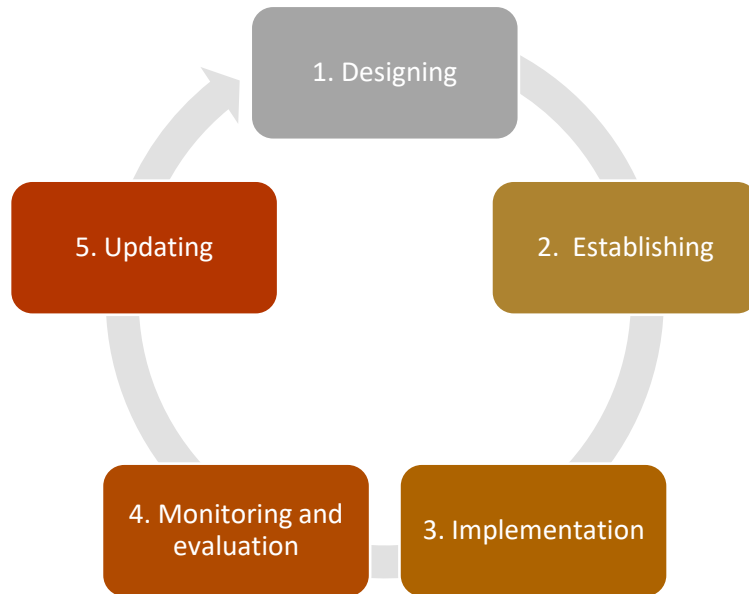 1. Designing
2.  Establishing
3. Implementation
4. Monitoring and
evaluation
5. Updating